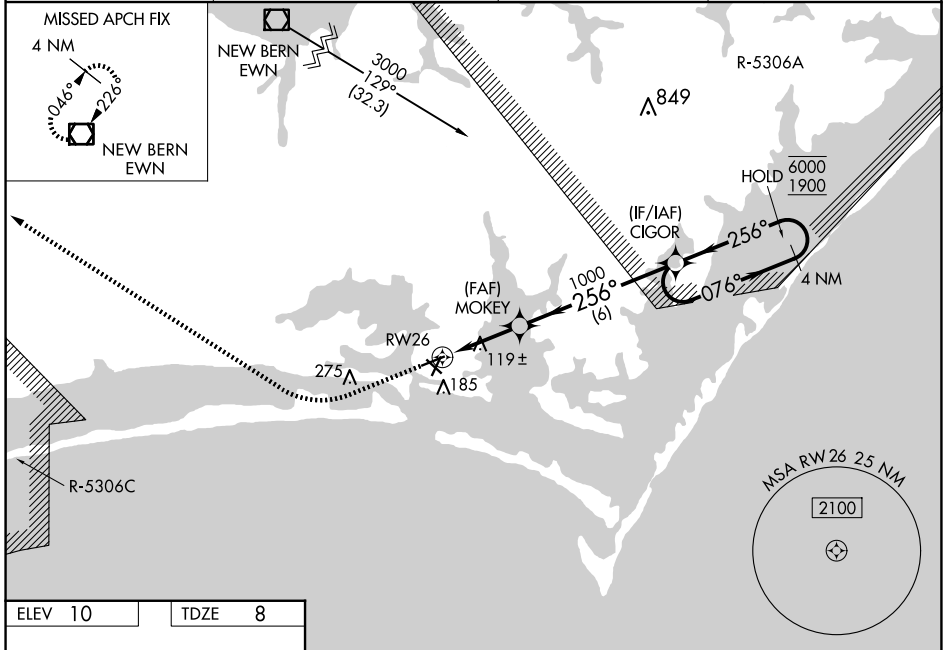 MISSED APCH FIX
4 NM
046°
226°
NEW BERN
EWN
NEW BERN
EWN
3000
129°
(32.3)
R-5306A
849
HOLD
6000
1900
(IF/IAF)
CIGOR
256°
076°
4 NM
1000
256°
(6)
(FAF)
MOKEY
RW26
119±
275
185
R-5306C
MSA RW26 25 NM
2100
ELEV 10
TDZE 8